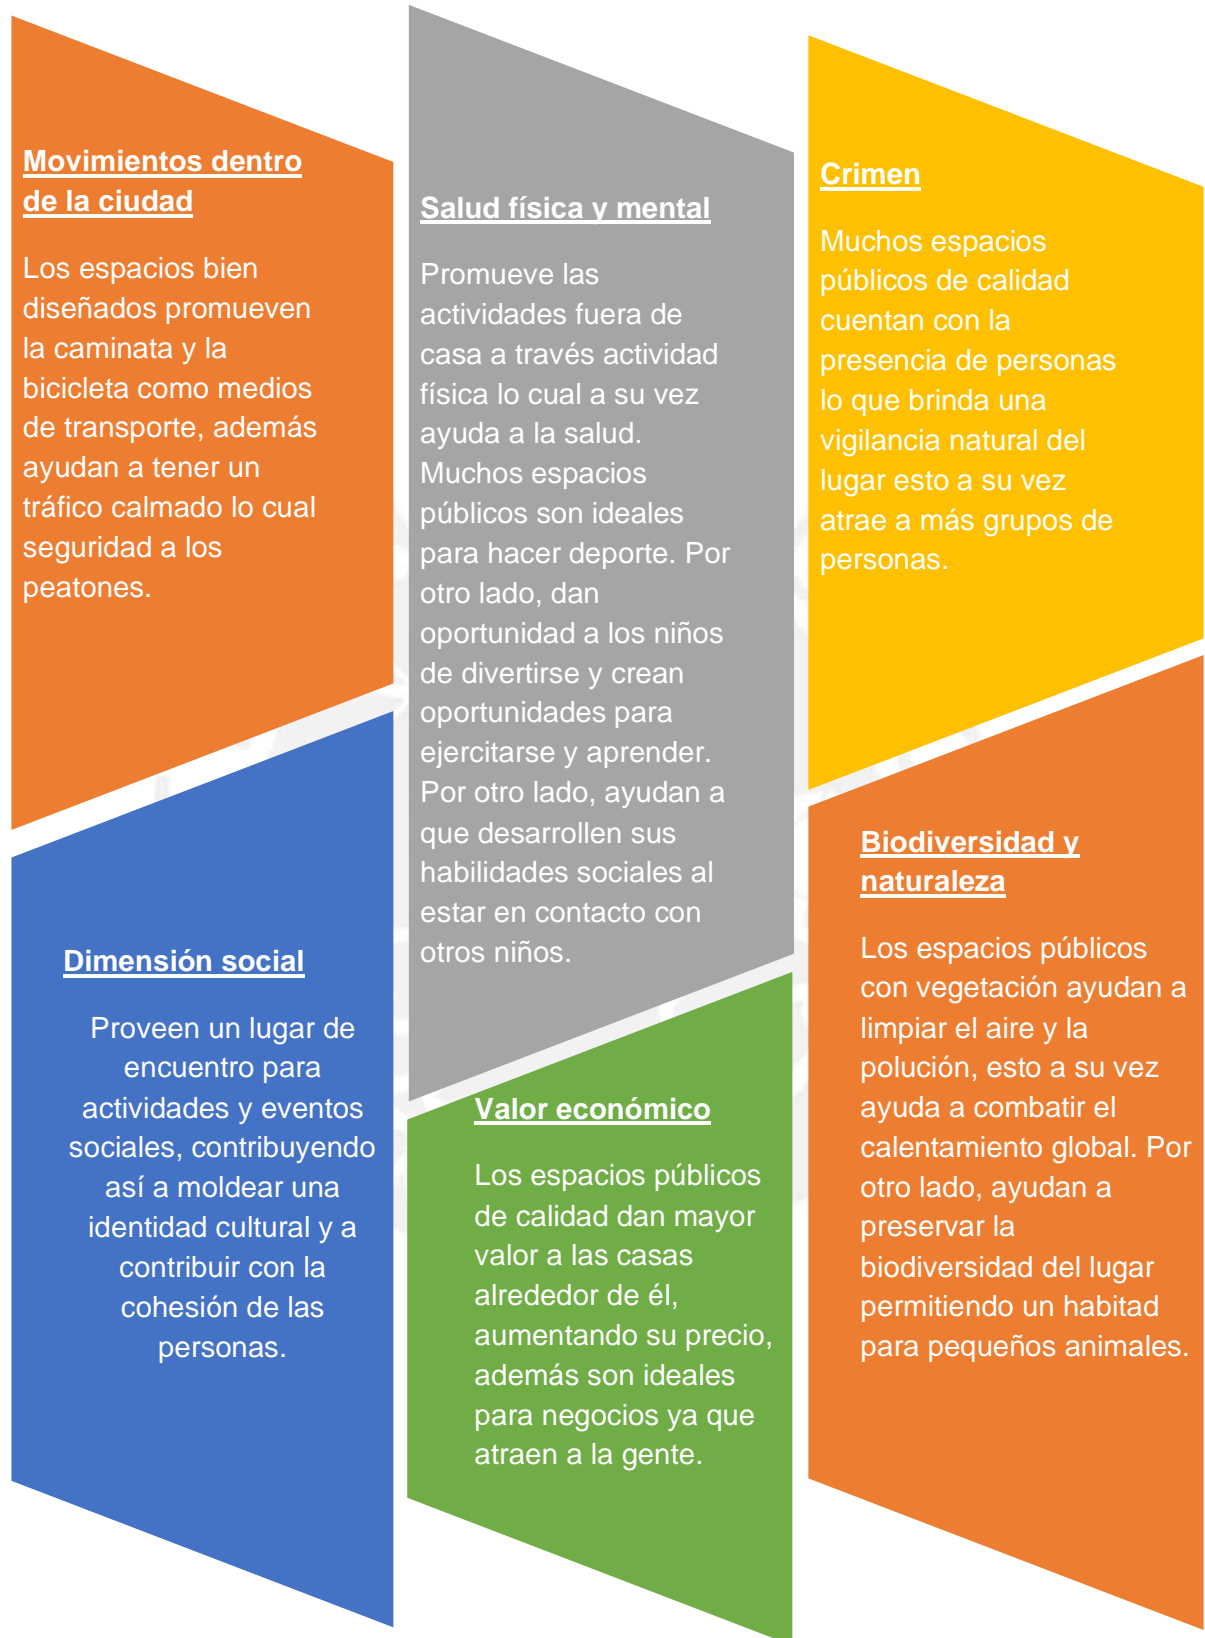 Movimientos dentro
de la ciudad
Los espacios bien
diseñados promueven
la caminata y la
bicicleta como medios
de transporte, además
ayudan a tener un
tráfico calmado lo cual
seguridad a los
peatones.
Salud física y mental
Promueve las
actividades fuera de
casa a través actividad
física lo cual a su vez
ayuda a la salud.
Muchos espacios
públicos son ideales
para hacer deporte. Por
otro lado, dan
oportunidad a los niños
de divertirse y crean
oportunidades para
ejercitarse y aprender.
Por otro lado, ayudan a
que desarrollen sus
habilidades sociales al
estar en contacto con
otros niños.
Crimen
Muchos espacios
públicos de calidad
cuentan con la
presencia de personas
lo que brinda una
vigilancia natural del
lugar esto a su vez
atrae a más grupos de
personas.
Dimensión social
Proveen un lugar de
encuentro para
actividades y eventos
sociales, contribuyendo
así a moldear una
identidad cultural y a
contribuir con la
cohesión de las
personas.
Valor económico
Los espacios públicos
de calidad dan mayor
valor a las casas
alrededor de él,
aumentando su precio,
además son ideales
para negocios ya que
atraen a la gente.
Biodiversidad y
naturaleza
Los espacios públicos
con vegetación ayudan a
limpiar el aire y la
polución, esto a su vez
ayuda a combatir el
calentamiento global. Por
otro lado, ayudan a
preservar la
biodiversidad del lugar
permitiendo un habitad
para pequeños animales.